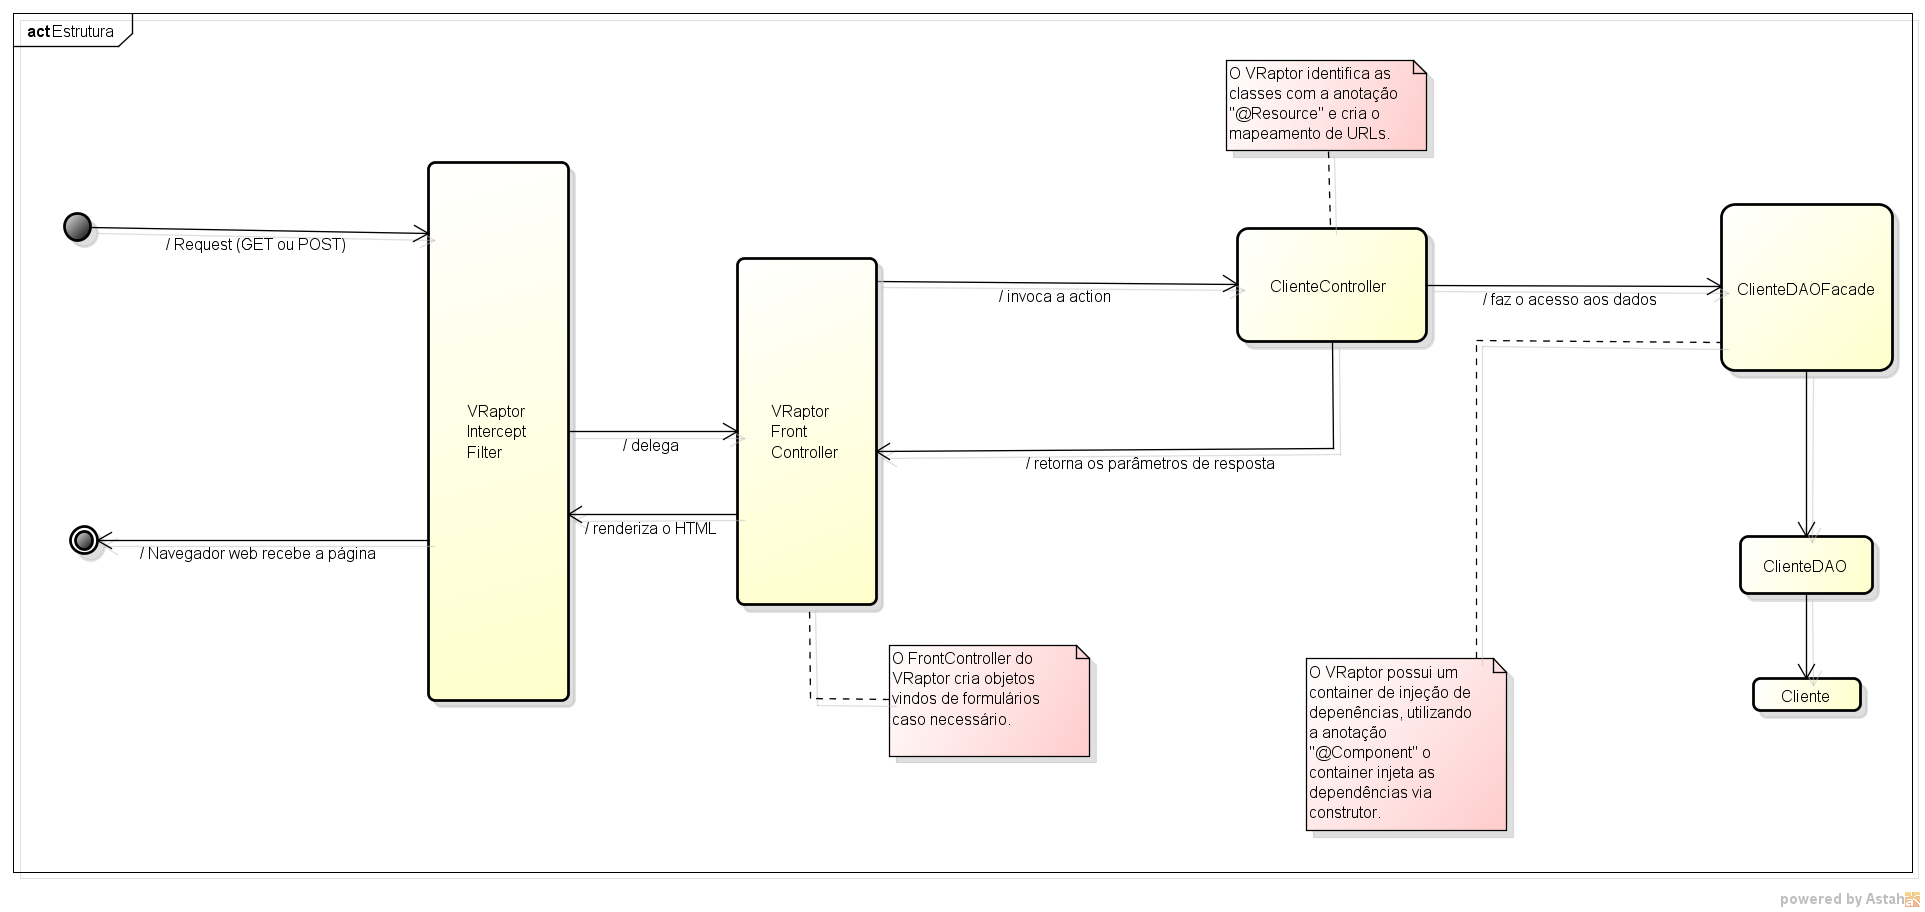 act Estrutura
O VRaptor identifica as
classes com a anotação
"@Resource" e cria o
mapeamento de URLs.
/ Request (GET ou POST)
/ invoca a action
ClienteController
/ faz o acesso aos dados
ClienteDAOFacade
VRaptor
Intercept
Filter
/ delega
VRaptor
Front
Controller
/ retorna os parâmetros de resposta
/ renderiza o HTML
/ Navegador web recebe a página
ClienteDAO
O FrontController do
VRaptor cria objetos
vindos de formulários
caso necessário.
O VRaptor possui um
container de injeção de
depenências, utilizando
a anotação
"@Component" o
container injeta as
dependências via
construtor.
Cliente
powered by Astah